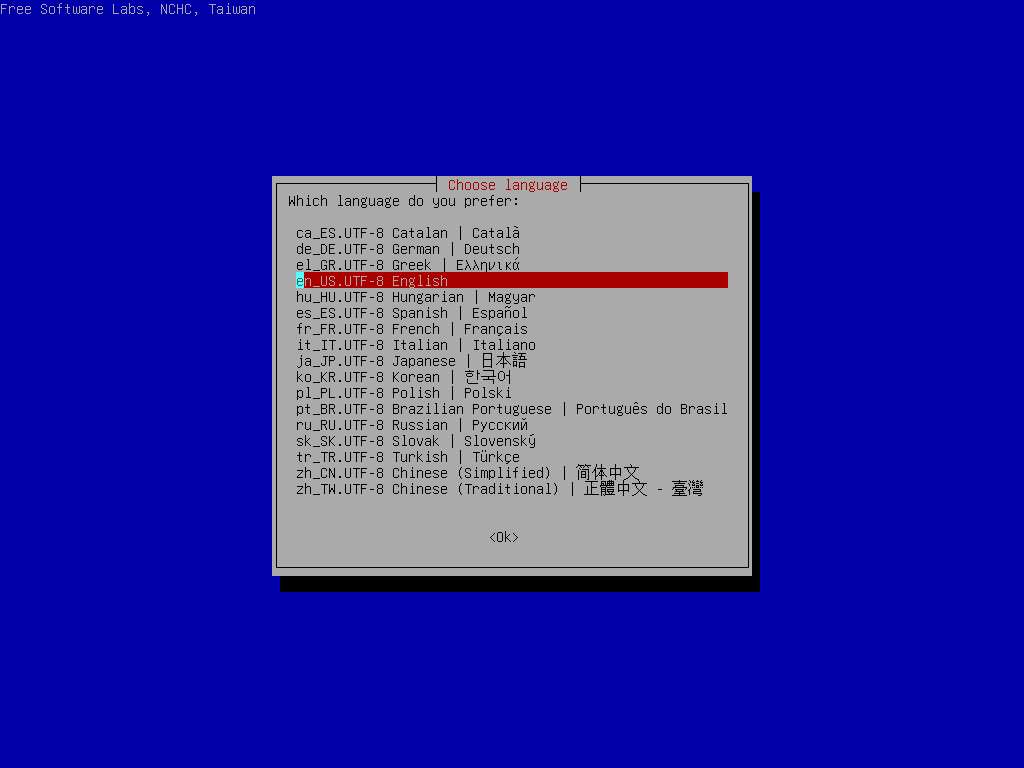 Free Software Labs, NCHC, Taiwan
Choose language
Which language do you prefer:
ca_ES.UTF-8 Catalan | Català
de_DE.UTF-8 German | Deutsch
el_GR.UTF-8 Greek | Ελληνικά
en_US.UTF-8 English
hu_HU.UTF-8 Hungarian | Magyar
es_ES.UTF-8 Spanish | Español
fr_FR.UTF-8 French | Français
it_IT.UTF-8 Italian | Italiano
ja_JP.UTF-8 Japanese | 日本語
ko_KR.UTF-8 Korean | 한국어
pl_PL.UTF-8 Polish | Polski
pt_BR.UTF-8 Brazilian Portuguese | Português do Brasil
ru_RU.UTF-8 Russian | Русский
sk_SK.UTF-8 Slovak | Slovenský
tr_TR.UTF-8 Turkish | Türkçe
zh_CN.UTF-8 Chinese (Simplified) | 简体中文
zh_TW.UTF-8 Chinese (Traditional) | 正體中文 - 臺灣
<Ok>